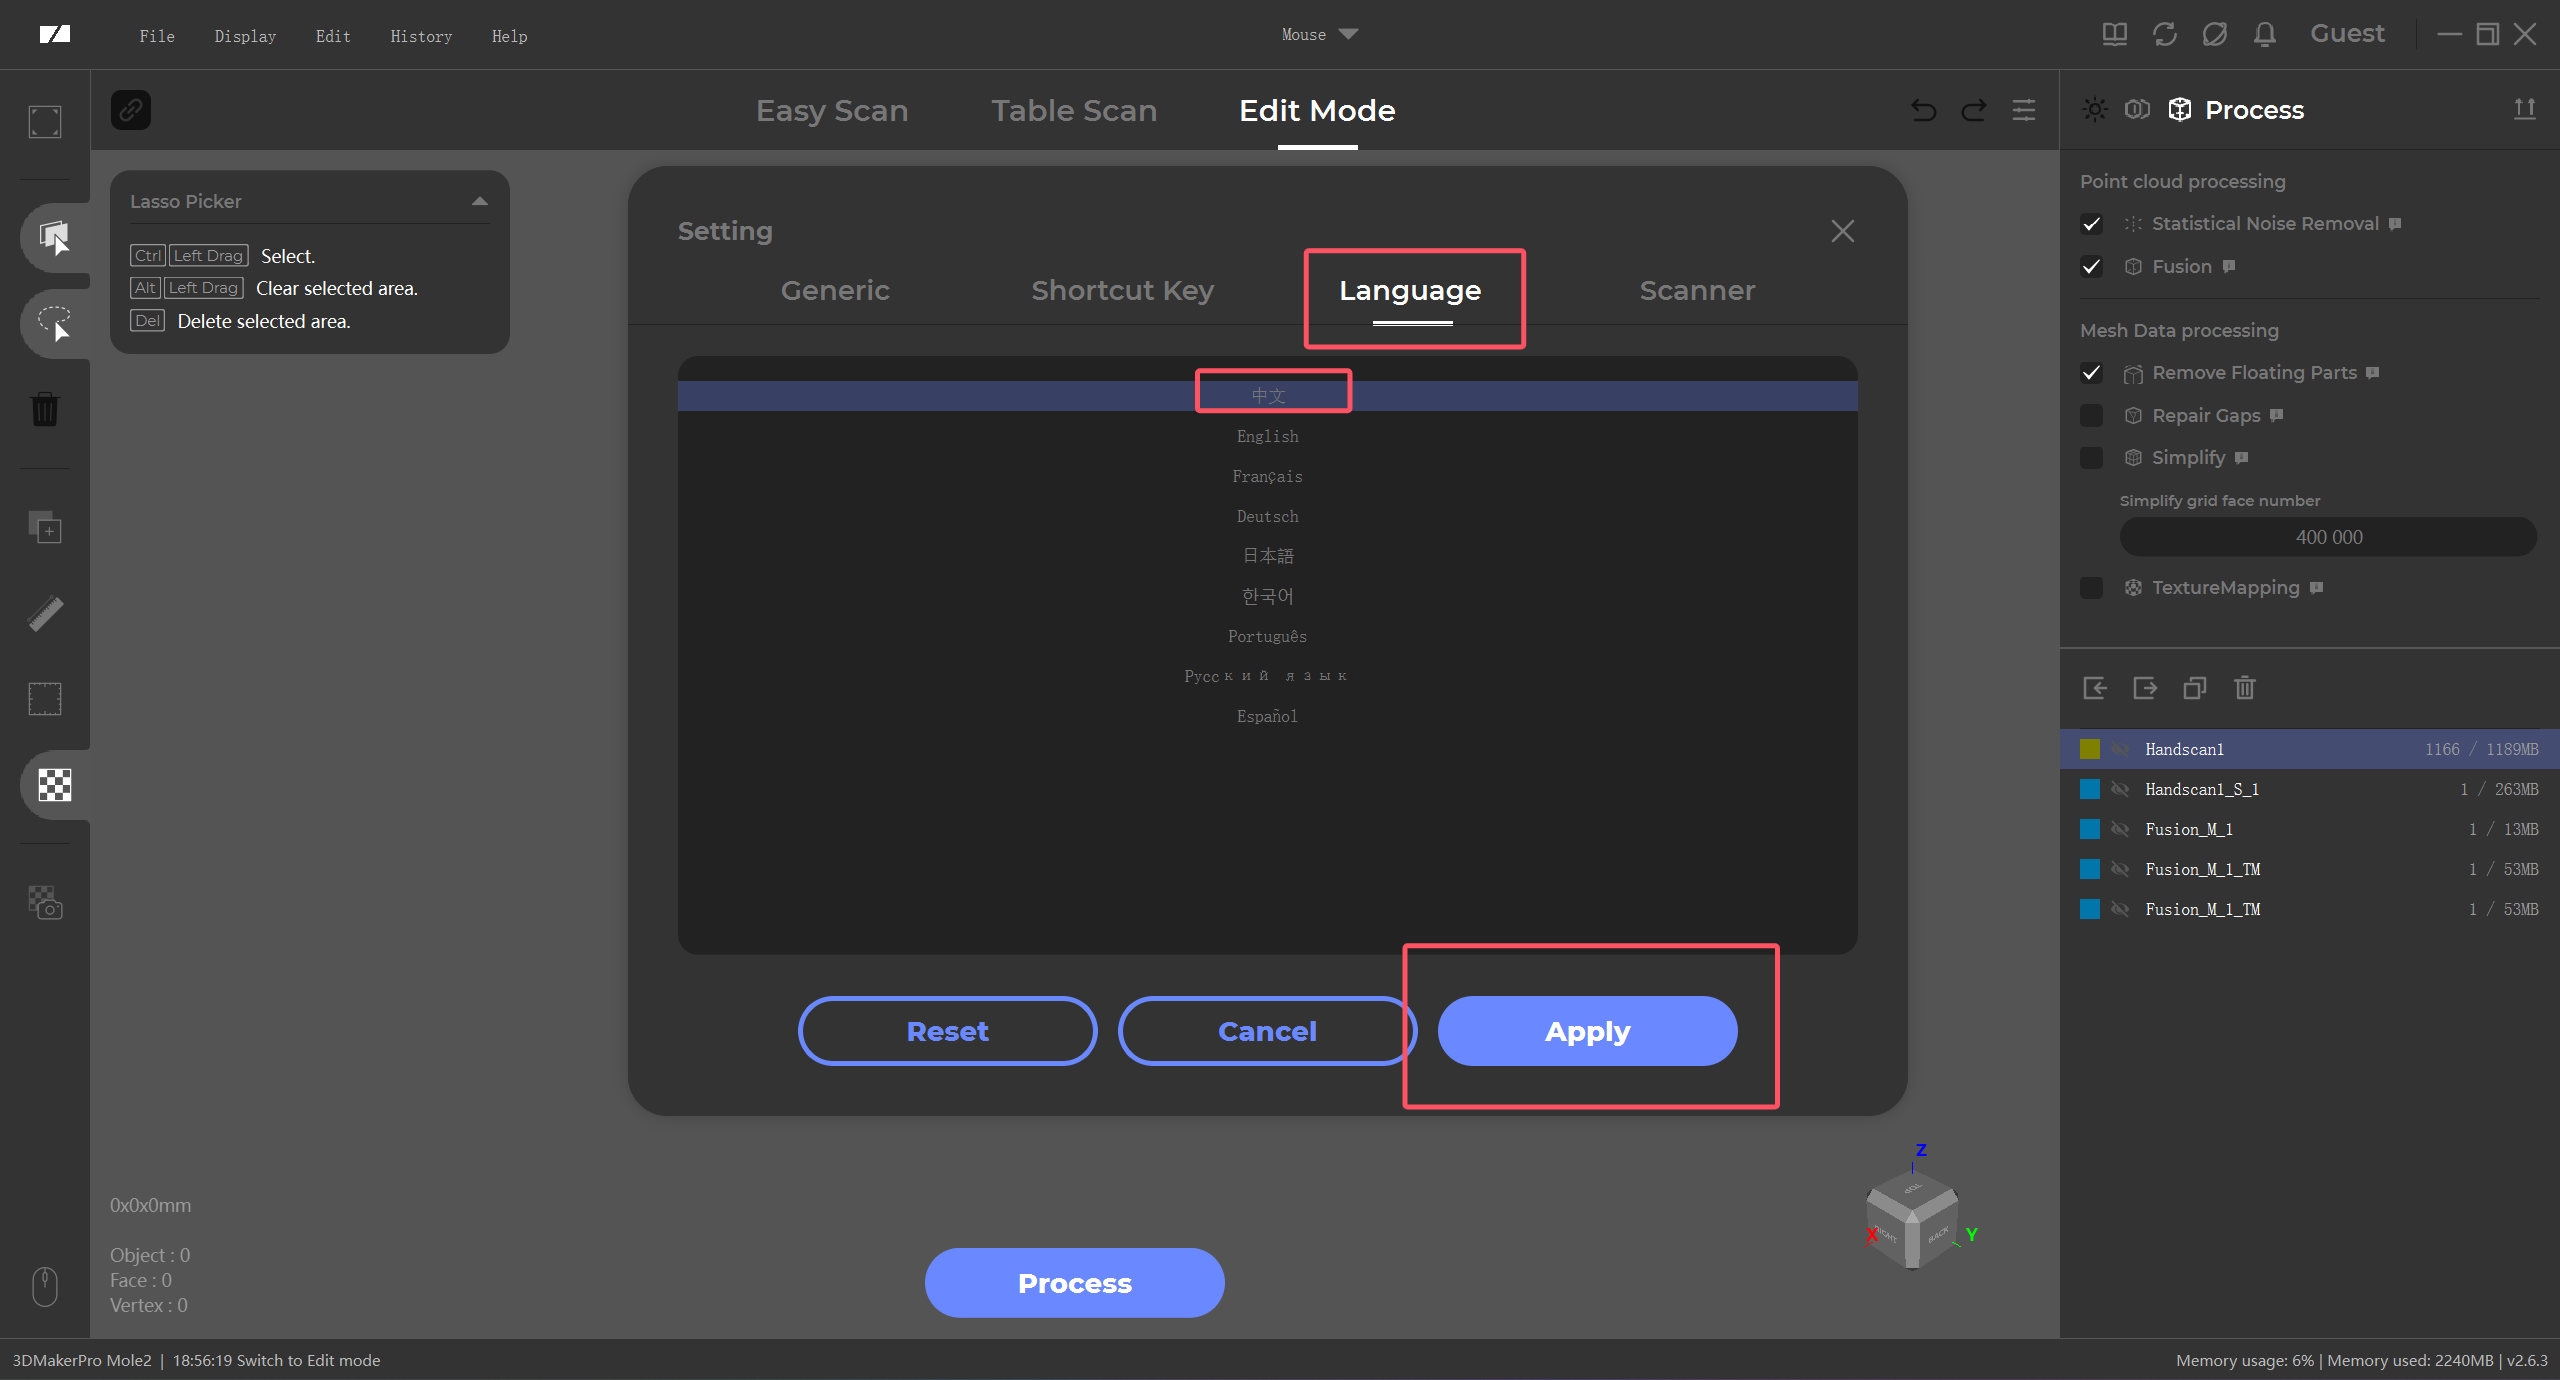 File Display Edit History Help
Mouse
Guest
Easy Scan Table Scan Edit Mode
Process
Lasso Picker
Ctrl Left Drag Select.
Alt Left Drag Clear selected area.
Del Delete selected area.
Setting
Generic Shortcut Key Language Scanner
中文
English
Français
Deutsch
日本語
한국어
Português
Русский язык
Español
Reset Cancel Apply
Point cloud processing
Statistical Noise Removal
Fusion
Mesh Data processing
Remove Floating Parts
Repair Gaps
Simplify
Simplify grid face number
400 000
TextureMapping
Handscan1 1166 / 1189MB
Handscan1_S_1 1 / 263MB
Fusion_M_1 1 / 13MB
Fusion_M_1_TM 1 / 53MB
Fusion_M_1_TM 1 / 53MB
Z
TOP
X RIGHT BACK Y
0x0x0mm
Object : 0
Face : 0
Vertex : 0
Process
3DMakerPro Mole2 | 18:56:19 Switch to Edit mode
Memory usage: 6% | Memory used: 2240MB | v2.6.3